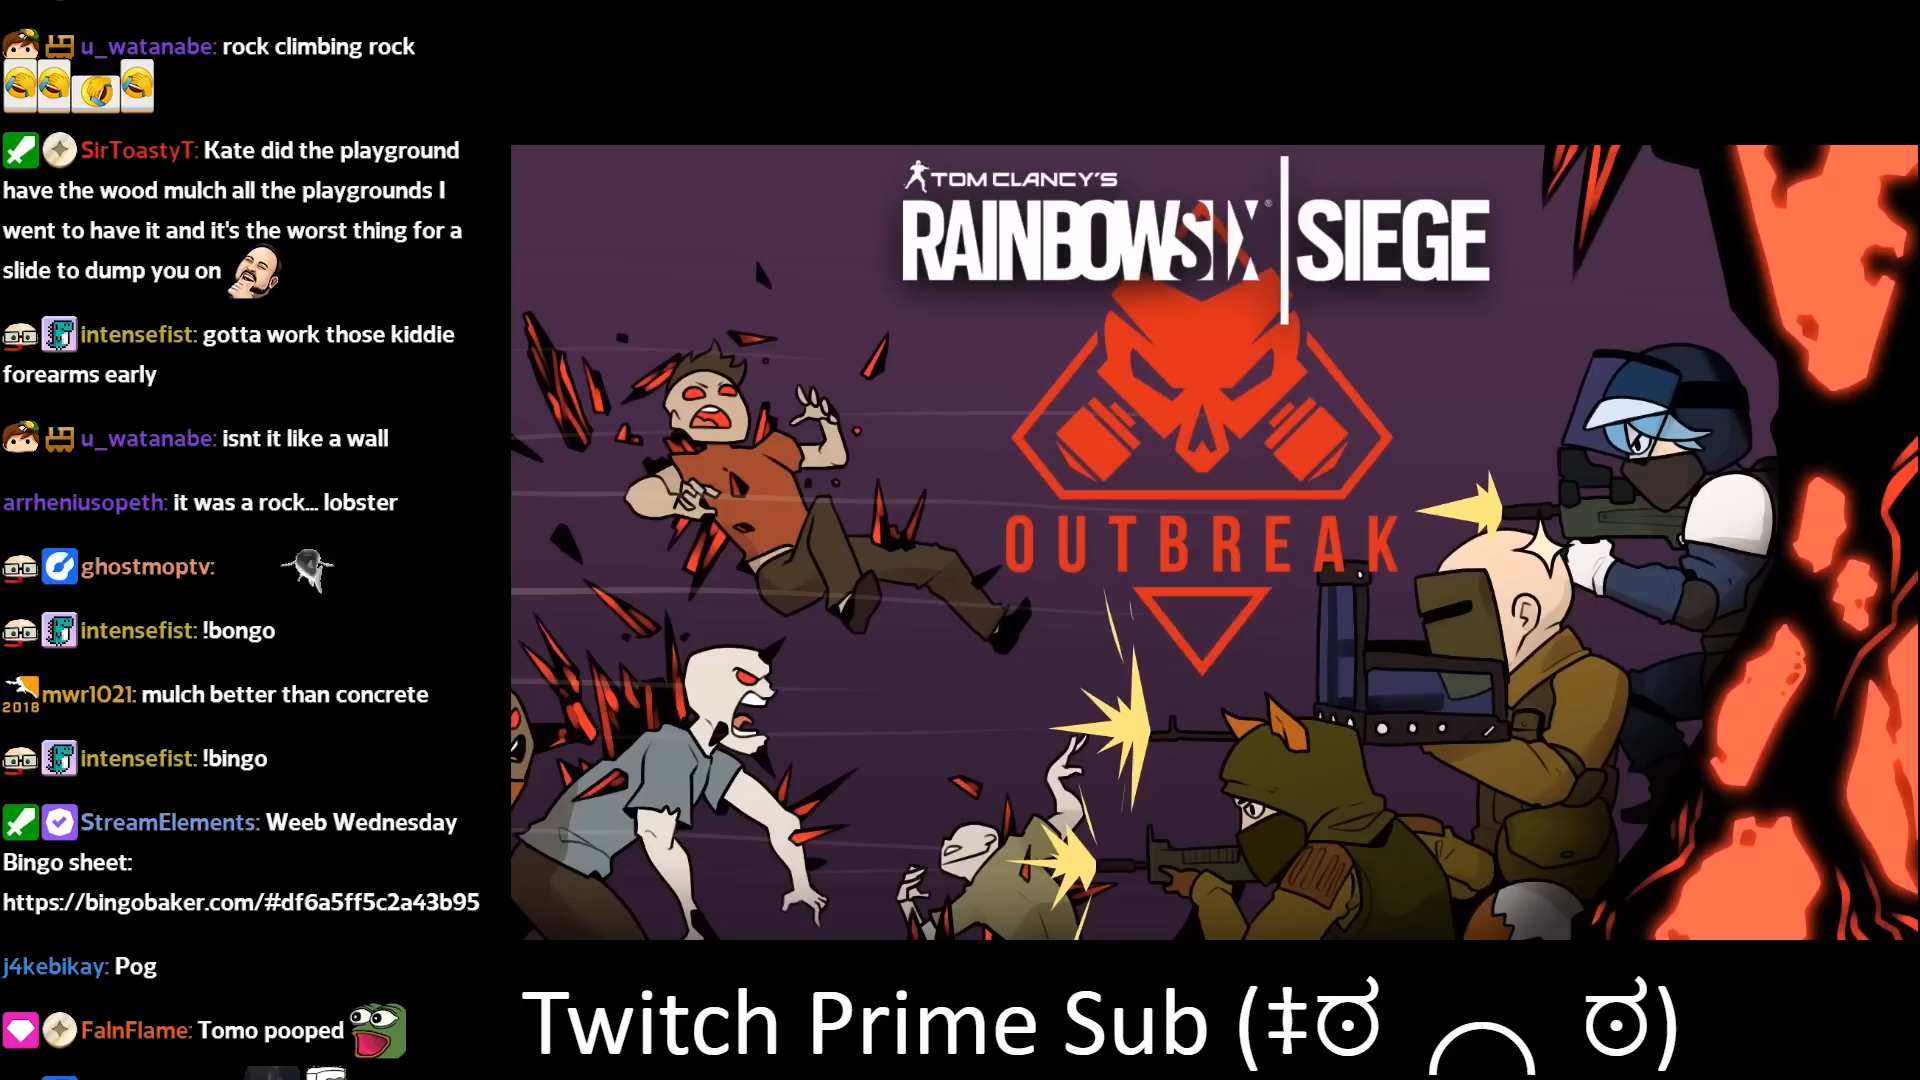 u_watanabe: rock climbing rock
SirToastyT: Kate did the playground
have the wood mulch all the playgrounds I
went to have it and it's the worst thing for a
slide to dump you on
intensefist: gotta work those kiddie
forearms early
u_watanabe: isnt it like a wall
arrheniusopeth: it was a rock... lobster
ghostmoptv:
intensefist: !bongo
2018 mwr1021: mulch better than concrete
intensefist: !bingo
StreamElements: Weeb Wednesday
Bingo sheet:
https://bingobaker.com/#df6a5ff5c2a43b95
j4kebikay: Pog
FalnFlame: Tomo pooped
TOM CLANCY'S
RAINBOWSIX® | SIEGE
OUTBREAK
Twitch Prime Sub (‡ಠ ⁔ ಠ)